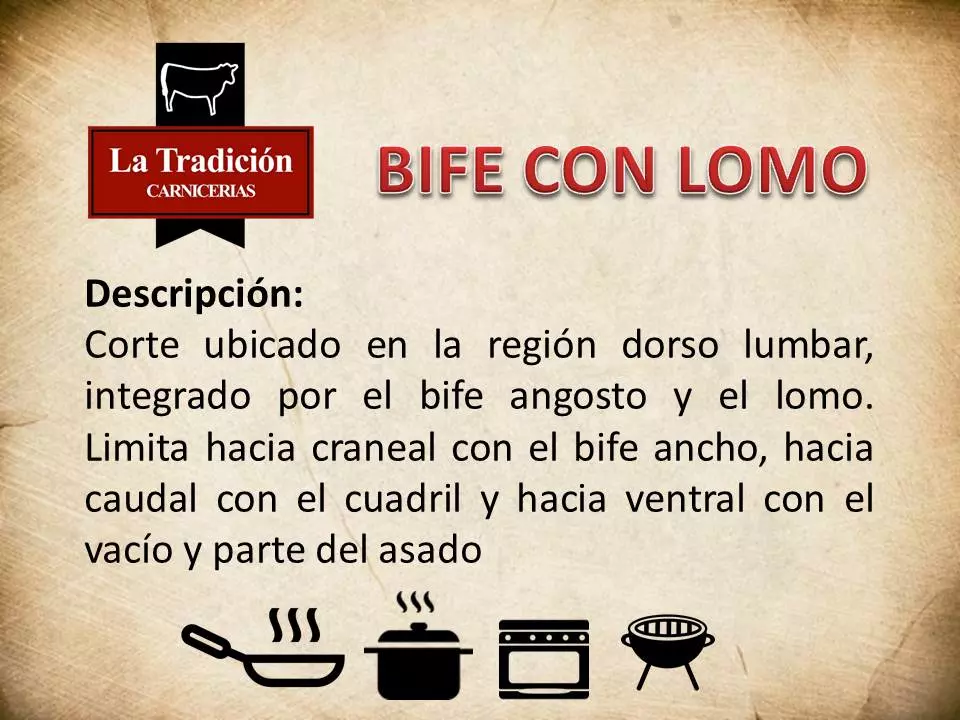 La Tradición
CARNICERIAS
BIFE CON LOMO
Descripción:
Corte ubicado en la región dorso lumbar,
integrado por el bife angosto y el lomo.
Limita hacia craneal con el bife ancho, hacia
caudal con el cuadril y hacia ventral con el
vacío y parte del asado